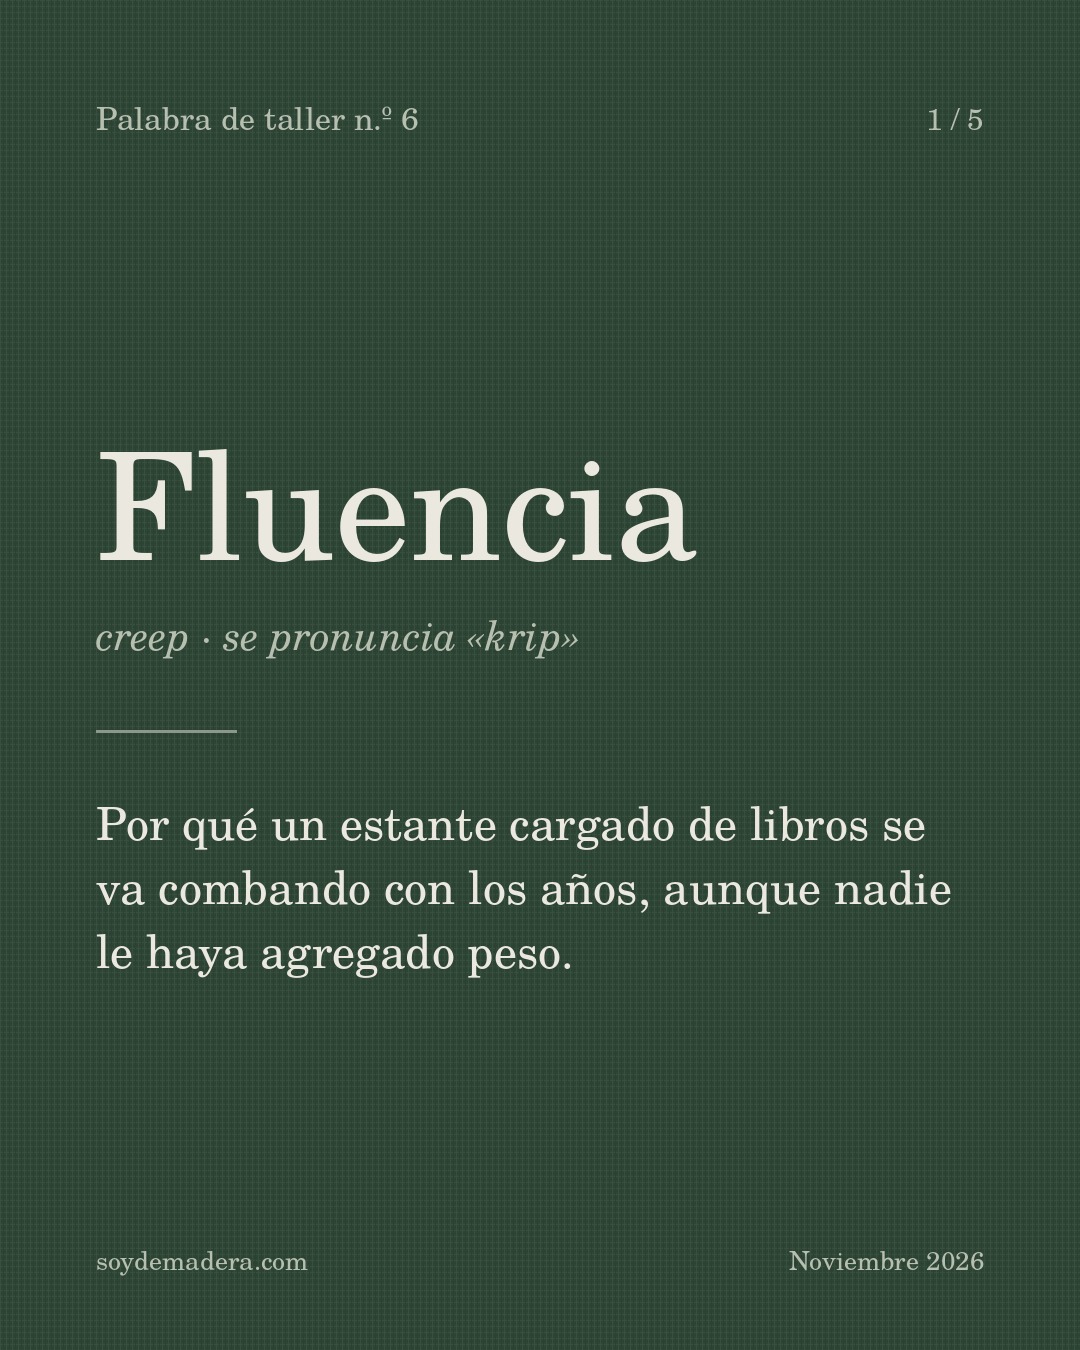 Palabra de taller n.º 6
1 / 5
Fluencia
creep · se pronuncia «krip»
Por qué un estante cargado de libros se
va combando con los años, aunque nadie
le haya agregado peso.
soydemadera.com
Noviembre 2026